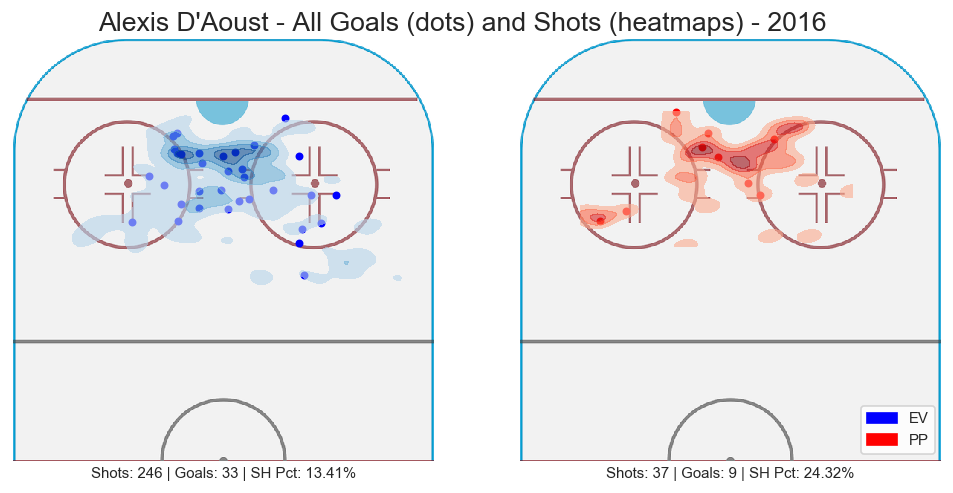 Alexis D'Aoust - All Goals (dots) and Shots (heatmaps) - 2016
EV
PP
Shots: 246 | Goals: 33 | SH Pct: 13.41%
Shots: 37 | Goals: 9 | SH Pct: 24.32%